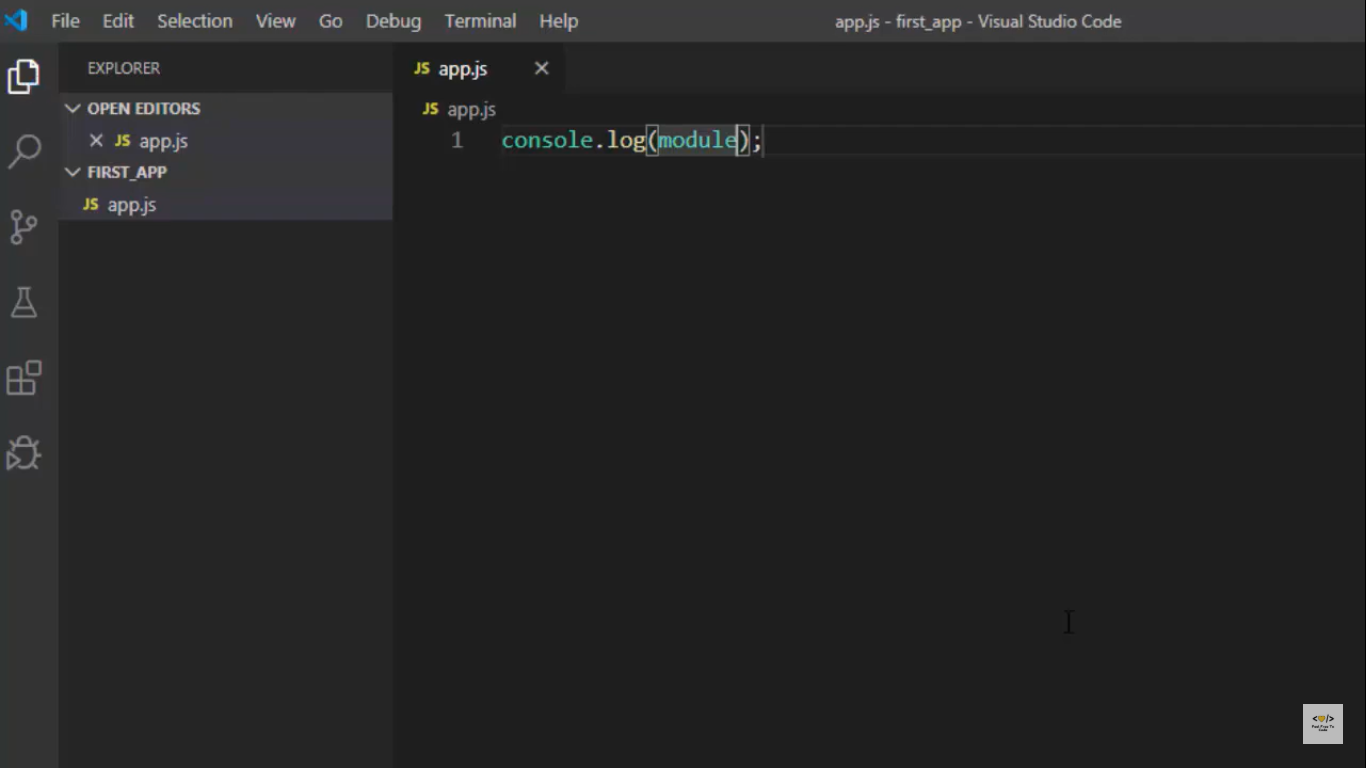 File Edit Selection View Go Debug Terminal Help app.js - first_app - Visual Studio Code
EXPLORER
OPEN EDITORS
JS app.js
FIRST_APP
JS app.js
JS app.js
JS app.js
1 console.log(module);